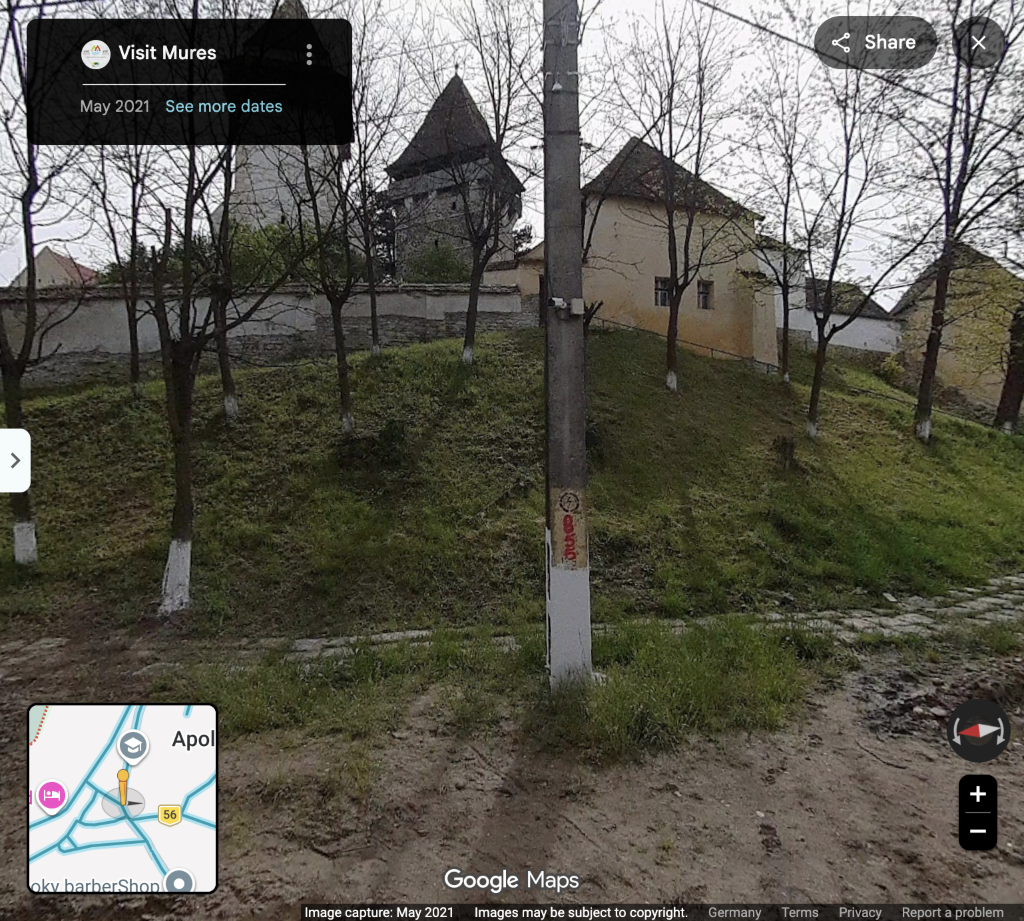 Visit Mures
May 2021 See more dates
Share
Apol
56
oky barberShop
Google Maps
Image capture: May 2021 Images may be subject to copyright. Germany Terms Privacy Report a problem